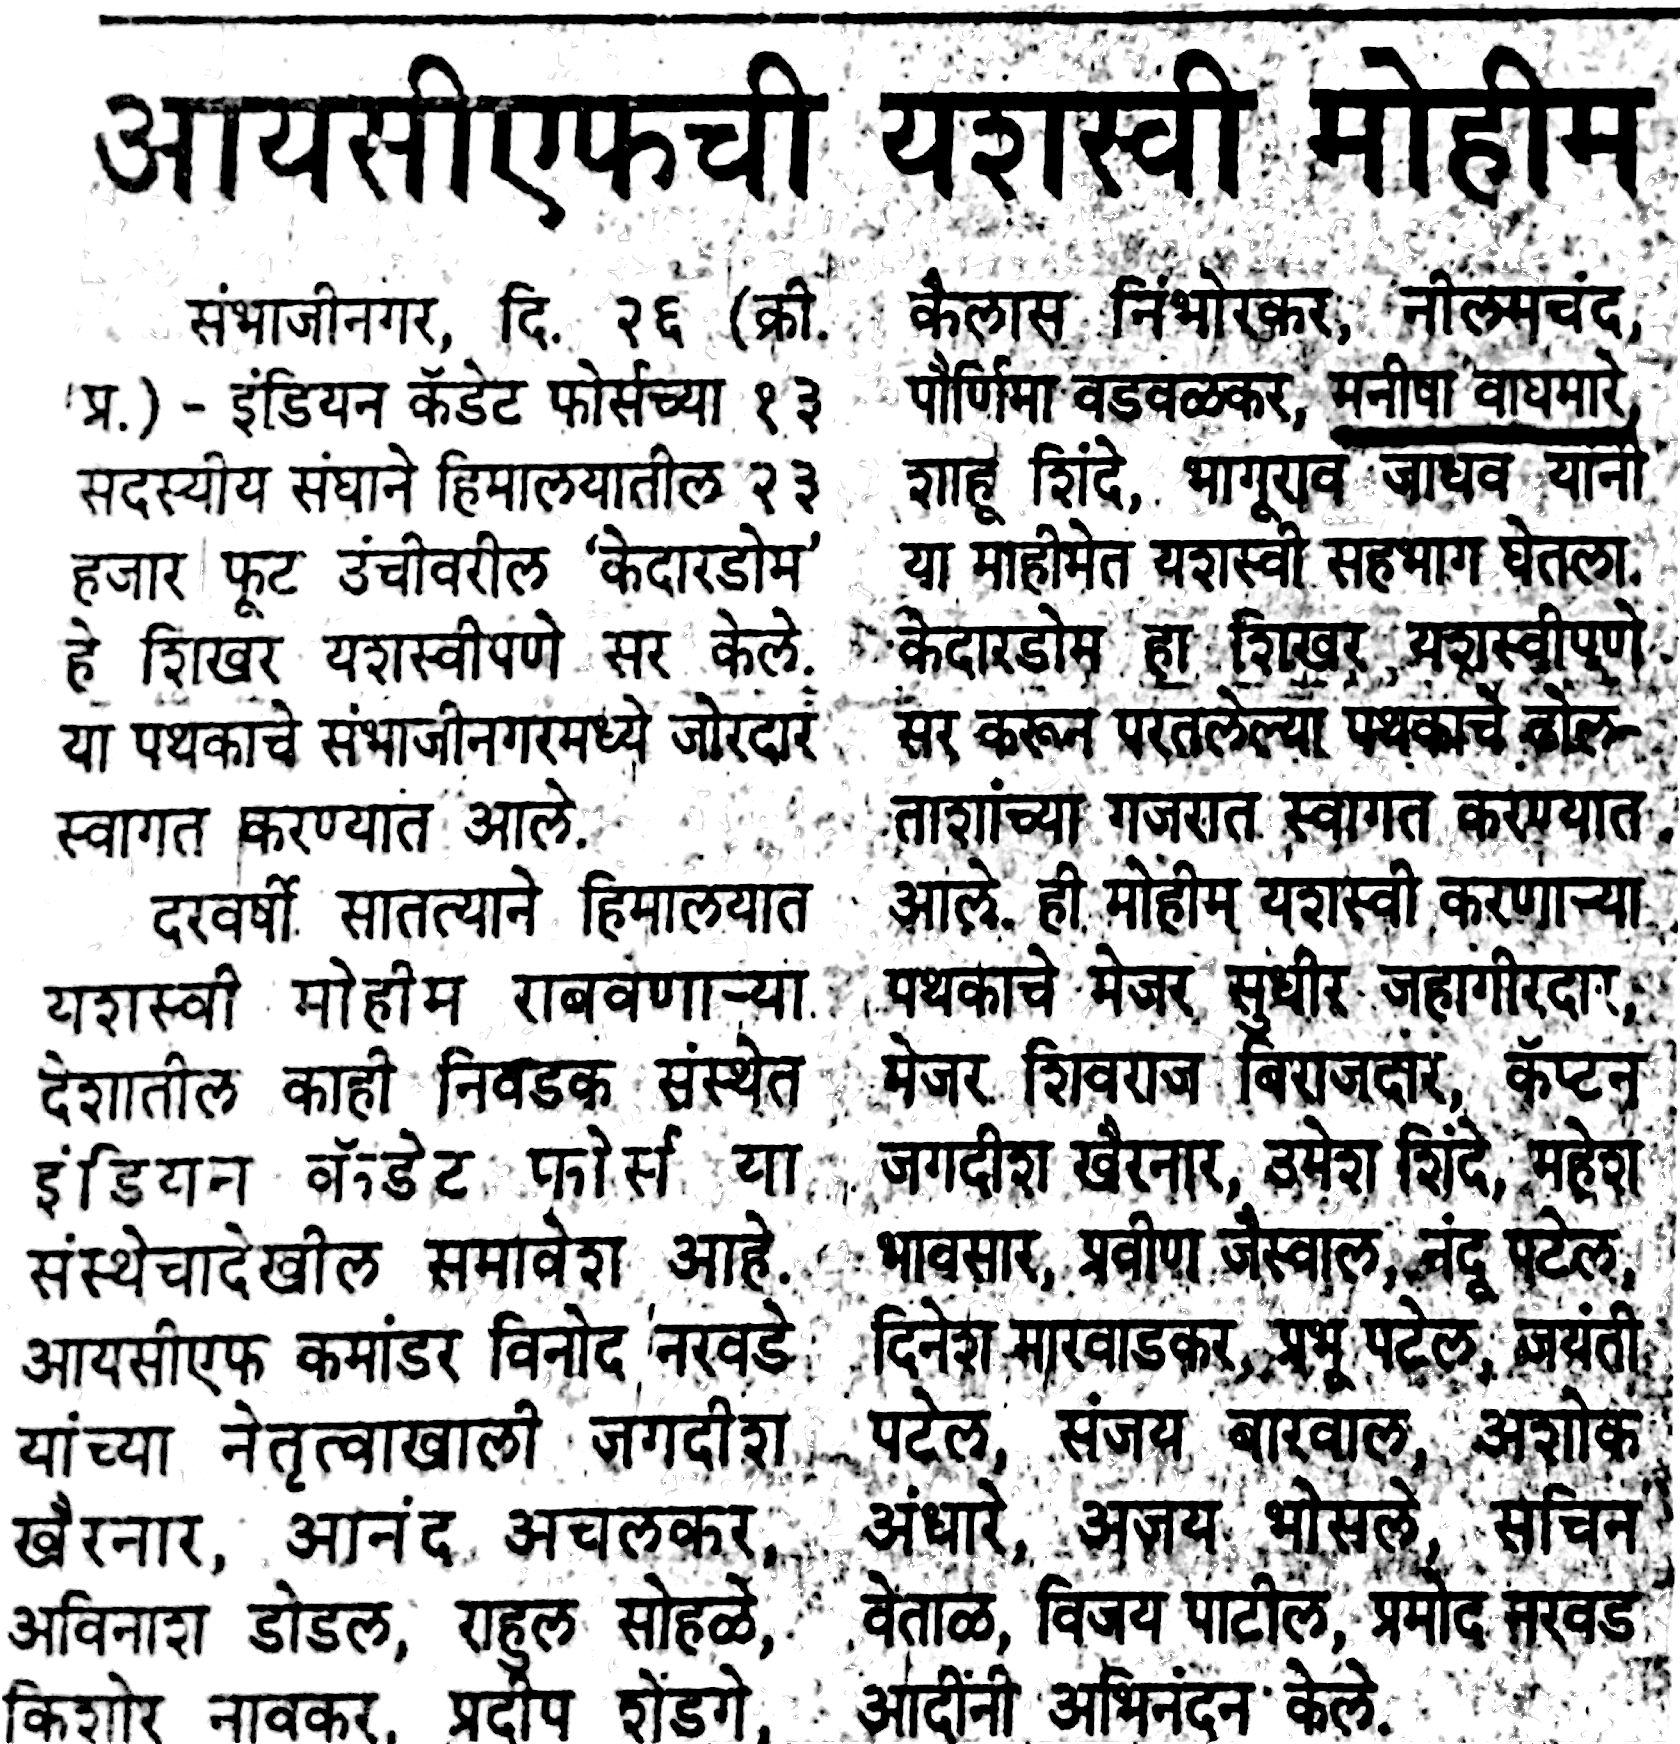 आयसीएफची यशस्वी मोहीम
संभाजीनगर, दि. २६ (क्री.
प्र.) - इंडियन कॅडेट फोर्सच्या १३
सदस्यीय संघाने हिमालयातील २३
हजार फूट उंचीवरील ‘केदारडोम’
हे शिखर यशस्वीपणे सर केले.
या पथकाचे संभाजीनगरमध्ये जोरदार
स्वागत करण्यात आले.
दरवर्षी सातत्याने हिमालयात
यशस्वी मोहीम राबवणाऱ्या
देशातील काही निवडक संस्थेत
इंडियन कॅडेट फोर्स या
संस्थेचादेखील समावेश आहे.
आयसीएफ कमांडर विनोद नरवडे
यांच्या नेतृत्वाखाली जगदीश
खैरनार, आनंद अचलकर,
अविनाश डोडल, राहुल सोहळे,
किशोर नावकर, प्रदीप शेंडगे,
कैलास निंभोरकर, नीलमचंद,
पौर्णिमा वडवळकर, मनीषा वाघमारे,
शाहू शिंदे, भागूराव जाधव यांनी
या मोहीमेत यशस्वी सहभाग घेतला.
केदारडोम हा शिखर यशस्वीपणे
सर करून परतलेल्या पथकाचे ढोल-
ताशांच्या गजरात स्वागत करण्यात
आले. ही मोहीम यशस्वी करणाऱ्या
पथकाचे मेजर सुधीर जहागीरदार,
मेजर शिवराज बिराजदार, कॅप्टन
जगदीश खैरनार, उमेश शिंदे, महेश
भावसार, प्रवीण जैस्वाल, नंदू पटेल,
दिनेश मारवाडकर, प्रभू पटेल, जयंती
पटेल, संजय बारवाल, अशोक
अंधारे, अजय भोसले, सचिन
वेताळ, विजय पाटील, प्रमोद नरवड
आदींनी अभिनंदन केले.